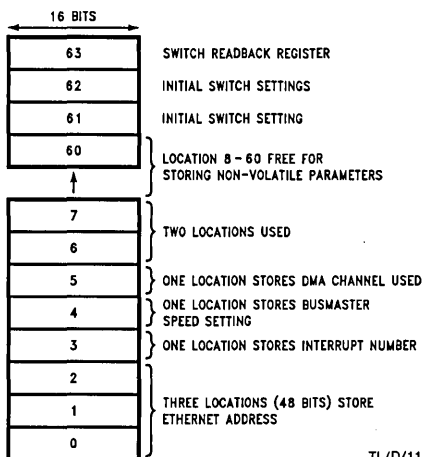 16 BITS
63 SWITCH READBACK REGISTER
62 INITIAL SWITCH SETTINGS
61 INITIAL SWITCH SETTING
60
LOCATION 8-60 FREE FOR
STORING NON-VOLATILE PARAMETERS
7
TWO LOCATIONS USED
6
5 ONE LOCATION STORES DMA CHANNEL USED
4 ONE LOCATION STORES BUSMASTER
SPEED SETTING
3 ONE LOCATION STORES INTERRUPT NUMBER
2
1 THREE LOCATIONS (48 BITS) STORE
ETHERNET ADDRESS
0
TL/D/11